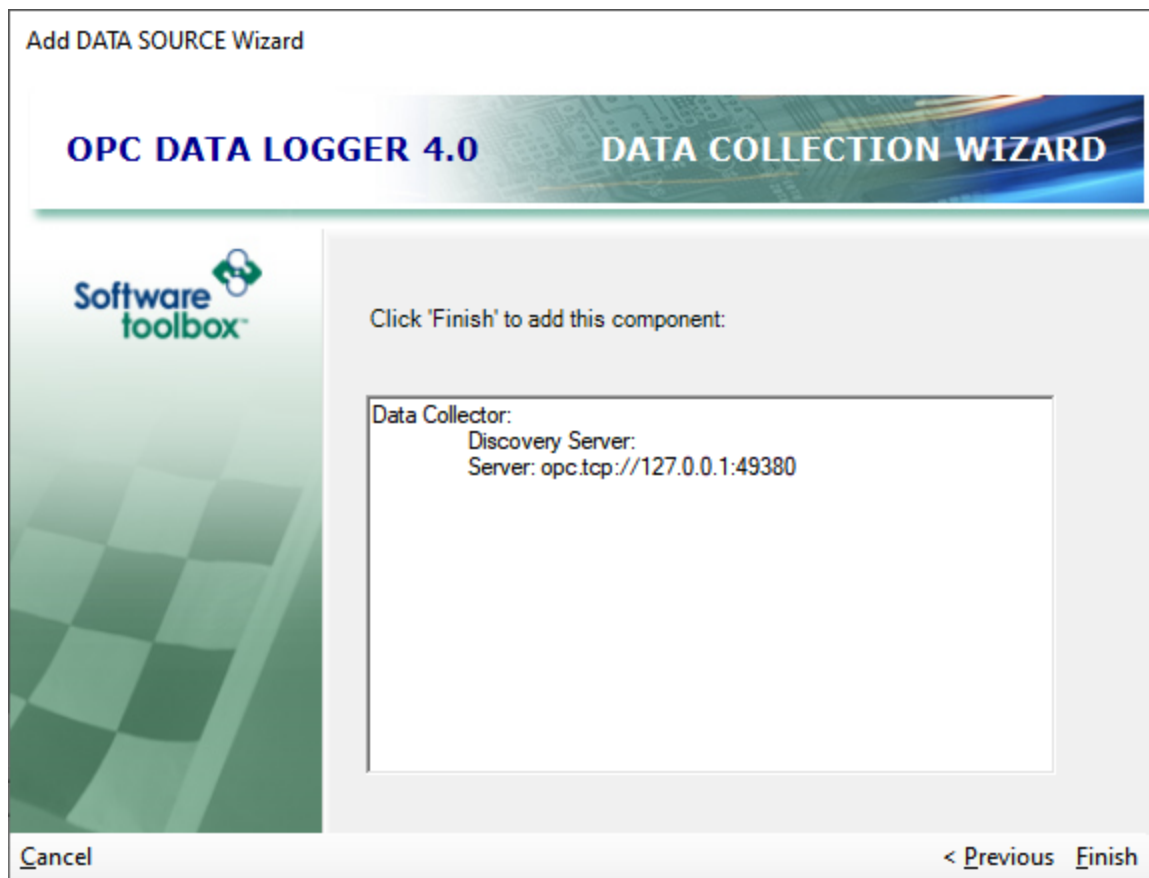 Add DATA SOURCE Wizard
OPC DATA LOGGER 4.0
DATA COLLECTION WIZARD
Software
toolbox™
Click 'Finish' to add this component:
Data Collector:
Discovery Server:
Server: opc.tcp://127.0.0.1:49380
Cancel
< Previous
Finish